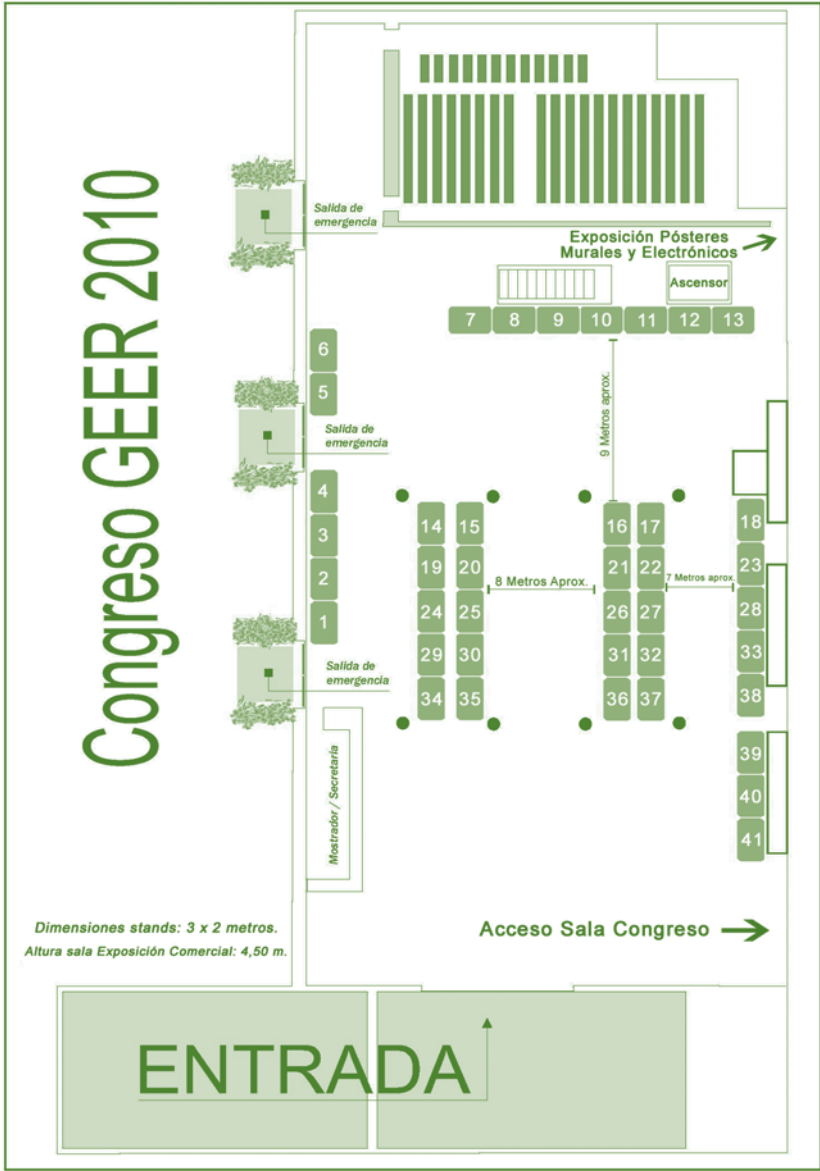 Congreso GEER 2010
Salida de
emergencia
Exposición Pósteres
Murales y Electrónicos
Ascensor
7 8 9 10 11 12 13
6
5
9 Metros aprox.
Salida de
emergencia
4
3
2
1
14 15 16 17 18
19 20 21 22 23
8 Metros Aprox.
7 Metros aprox.
24 25 26 27 28
29 30 31 32 33
34 35 36 37 38
Salida de
emergencia
Mostrador / Secretaría
39
40
41
Dimensiones stands: 3 x 2 metros.
Altura sala Exposición Comercial: 4,50 m.
Acceso Sala Congreso
ENTRADA